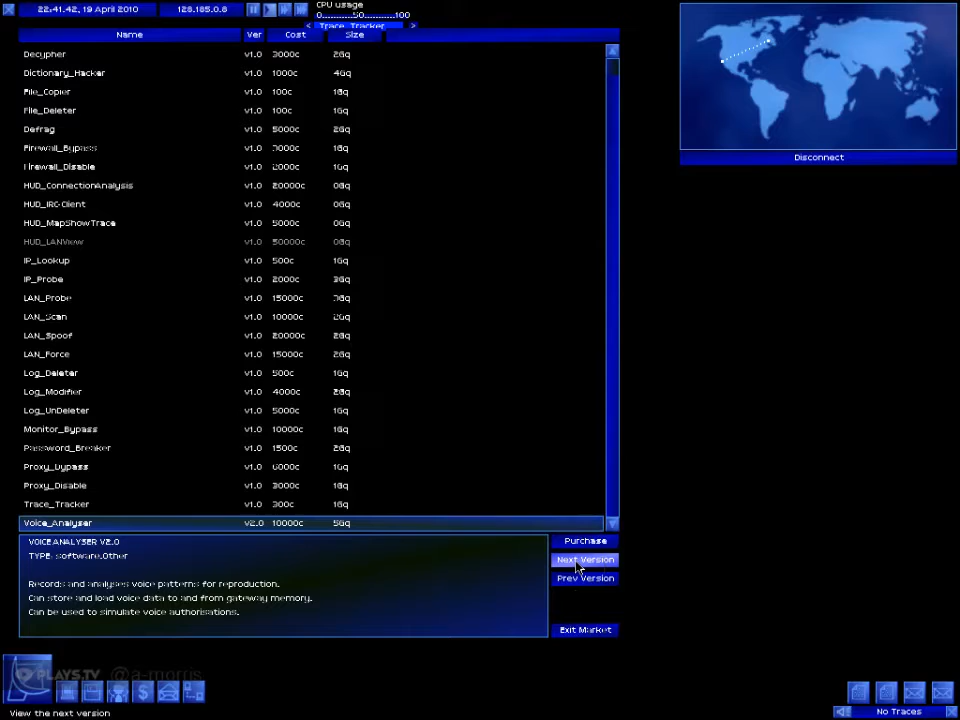 22:41.42, 19 April 2010
128.185.0.8
CPU usage
0......50......100
< Trace_Tracker >
Name Ver Cost Size
Decypher v1.0 3000c 2Gq
Dictionary_Hacker v1.0 1000c 4Gq
File_Copier v1.0 100c 1Gq
File_Deleter v1.0 100c 1Gq
Defrag v1.0 5000c 2Gq
Firewall_Bypass v1.0 3000c 1Gq
Firewall_Disable v1.0 2000c 1Gq
HUD_ConnectionAnalysis v1.0 20000c 0Gq
HUD_IRC-Client v1.0 4000c 0Gq
HUD_MapShowTrace v1.0 5000c 0Gq
HUD_LANView v1.0 50000c 0Gq
IP_Lookup v1.0 500c 1Gq
IP_Probe v1.0 2000c 3Gq
LAN_Probe v1.0 15000c 3Gq
LAN_Scan v1.0 10000c 2Gq
LAN_Spoof v1.0 20000c 2Gq
LAN_Force v1.0 15000c 2Gq
Log_Deleter v1.0 500c 1Gq
Log_Modifier v1.0 4000c 2Gq
Log_UnDeleter v1.0 5000c 1Gq
Monitor_Bypass v1.0 10000c 1Gq
Password_Breaker v1.0 1500c 2Gq
Proxy_Bypass v1.0 6000c 1Gq
Proxy_Disable v1.0 3000c 1Gq
Trace_Tracker v1.0 300c 1Gq
Voice_Analyser v2.0 10000c 5Gq
VOICE ANALYSER V2.0
TYPE: software.Other
Records and analyses voice patterns for reproduction.
Can store and load voice data to and from gateway memory.
Can be used to simulate voice authorisations.
Purchase
Next Version
Prev Version
Exit Market
Disconnect
PLAYS.TV @a-morris
View the next version
No Traces